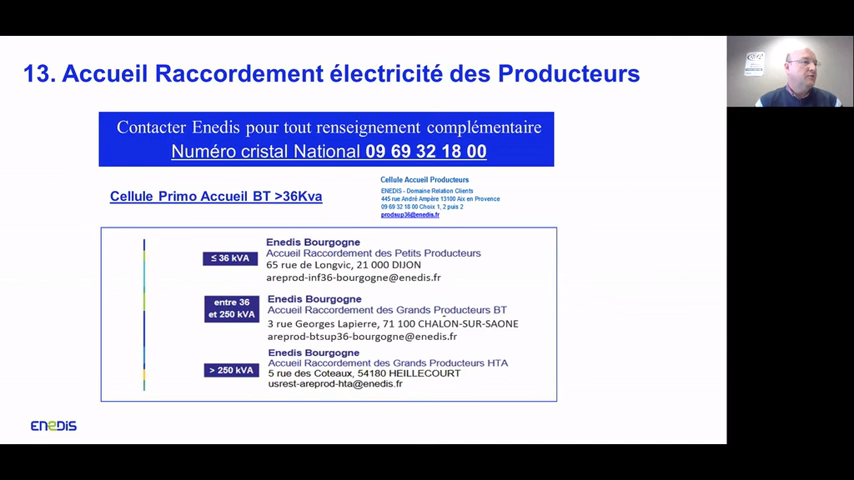 13. Accueil Raccordement électricité des Producteurs
Contacter Enedis pour tout renseignement complémentaire
Numéro cristal National 09 69 32 18 00
Cellule Primo Accueil BT >36Kva
Cellule Accueil Producteurs
ENEDIS - Domaine Relation Clients
445 rue André Ampère 13100 Aix en Provence
09 69 32 18 00 Choix 1, 2 puis 2
prodsup36@enedis.fr
≤ 36 kVA
Enedis Bourgogne
Accueil Raccordement des Petits Producteurs
65 rue de Longvic, 21 000 DIJON
areprod-inf36-bourgogne@enedis.fr
entre 36
et 250 kVA
Enedis Bourgogne
Accueil Raccordement des Grands Producteurs BT
3 rue Georges Lapierre, 71 100 CHALON-SUR-SAONE
areprod-btsup36-bourgogne@enedis.fr
> 250 kVA
Enedis Bourgogne
Accueil Raccordement des Grands Producteurs HTA
5 rue des Coteaux, 54180 HEILLECOURT
usrest-areprod-hta@enedis.fr
ENEDIS